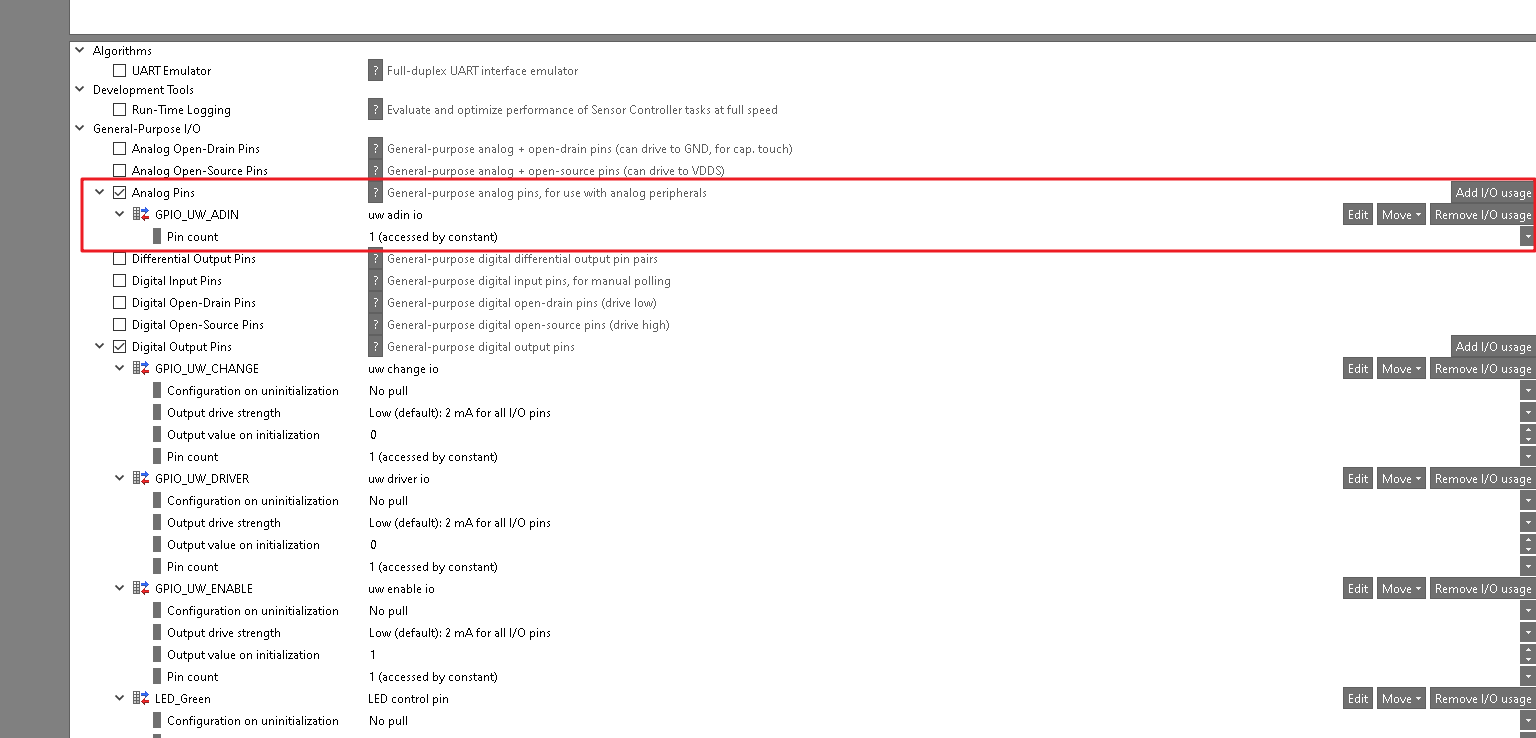 Algorithms
UART Emulator ? Full-duplex UART interface emulator
Development Tools
Run-Time Logging ? Evaluate and optimize performance of Sensor Controller tasks at full speed
General-Purpose I/O
Analog Open-Drain Pins ? General-purpose analog + open-drain pins (can drive to GND, for cap. touch)
Analog Open-Source Pins ? General-purpose analog + open-source pins (can drive to VDDS)
Analog Pins ? General-purpose analog pins, for use with analog peripherals Add I/O usage
GPIO_UW_ADIN uw adin io Edit Move Remove I/O usage
Pin count 1 (accessed by constant)
Differential Output Pins ? General-purpose digital differential output pin pairs
Digital Input Pins ? General-purpose digital input pins, for manual polling
Digital Open-Drain Pins ? General-purpose digital open-drain pins (drive low)
Digital Open-Source Pins ? General-purpose digital open-source pins (drive high)
Digital Output Pins ? General-purpose digital output pins Add I/O usage
GPIO_UW_CHANGE uw change io Edit Move Remove I/O usage
Configuration on uninitialization No pull
Output drive strength Low (default): 2 mA for all I/O pins
Output value on initialization 0
Pin count 1 (accessed by constant)
GPIO_UW_DRIVER uw driver io Edit Move Remove I/O usage
Configuration on uninitialization No pull
Output drive strength Low (default): 2 mA for all I/O pins
Output value on initialization 0
Pin count 1 (accessed by constant)
GPIO_UW_ENABLE uw enable io Edit Move Remove I/O usage
Configuration on uninitialization No pull
Output drive strength Low (default): 2 mA for all I/O pins
Output value on initialization 1
Pin count 1 (accessed by constant)
LED_Green LED control pin Edit Move Remove I/O usage
Configuration on uninitialization No pull